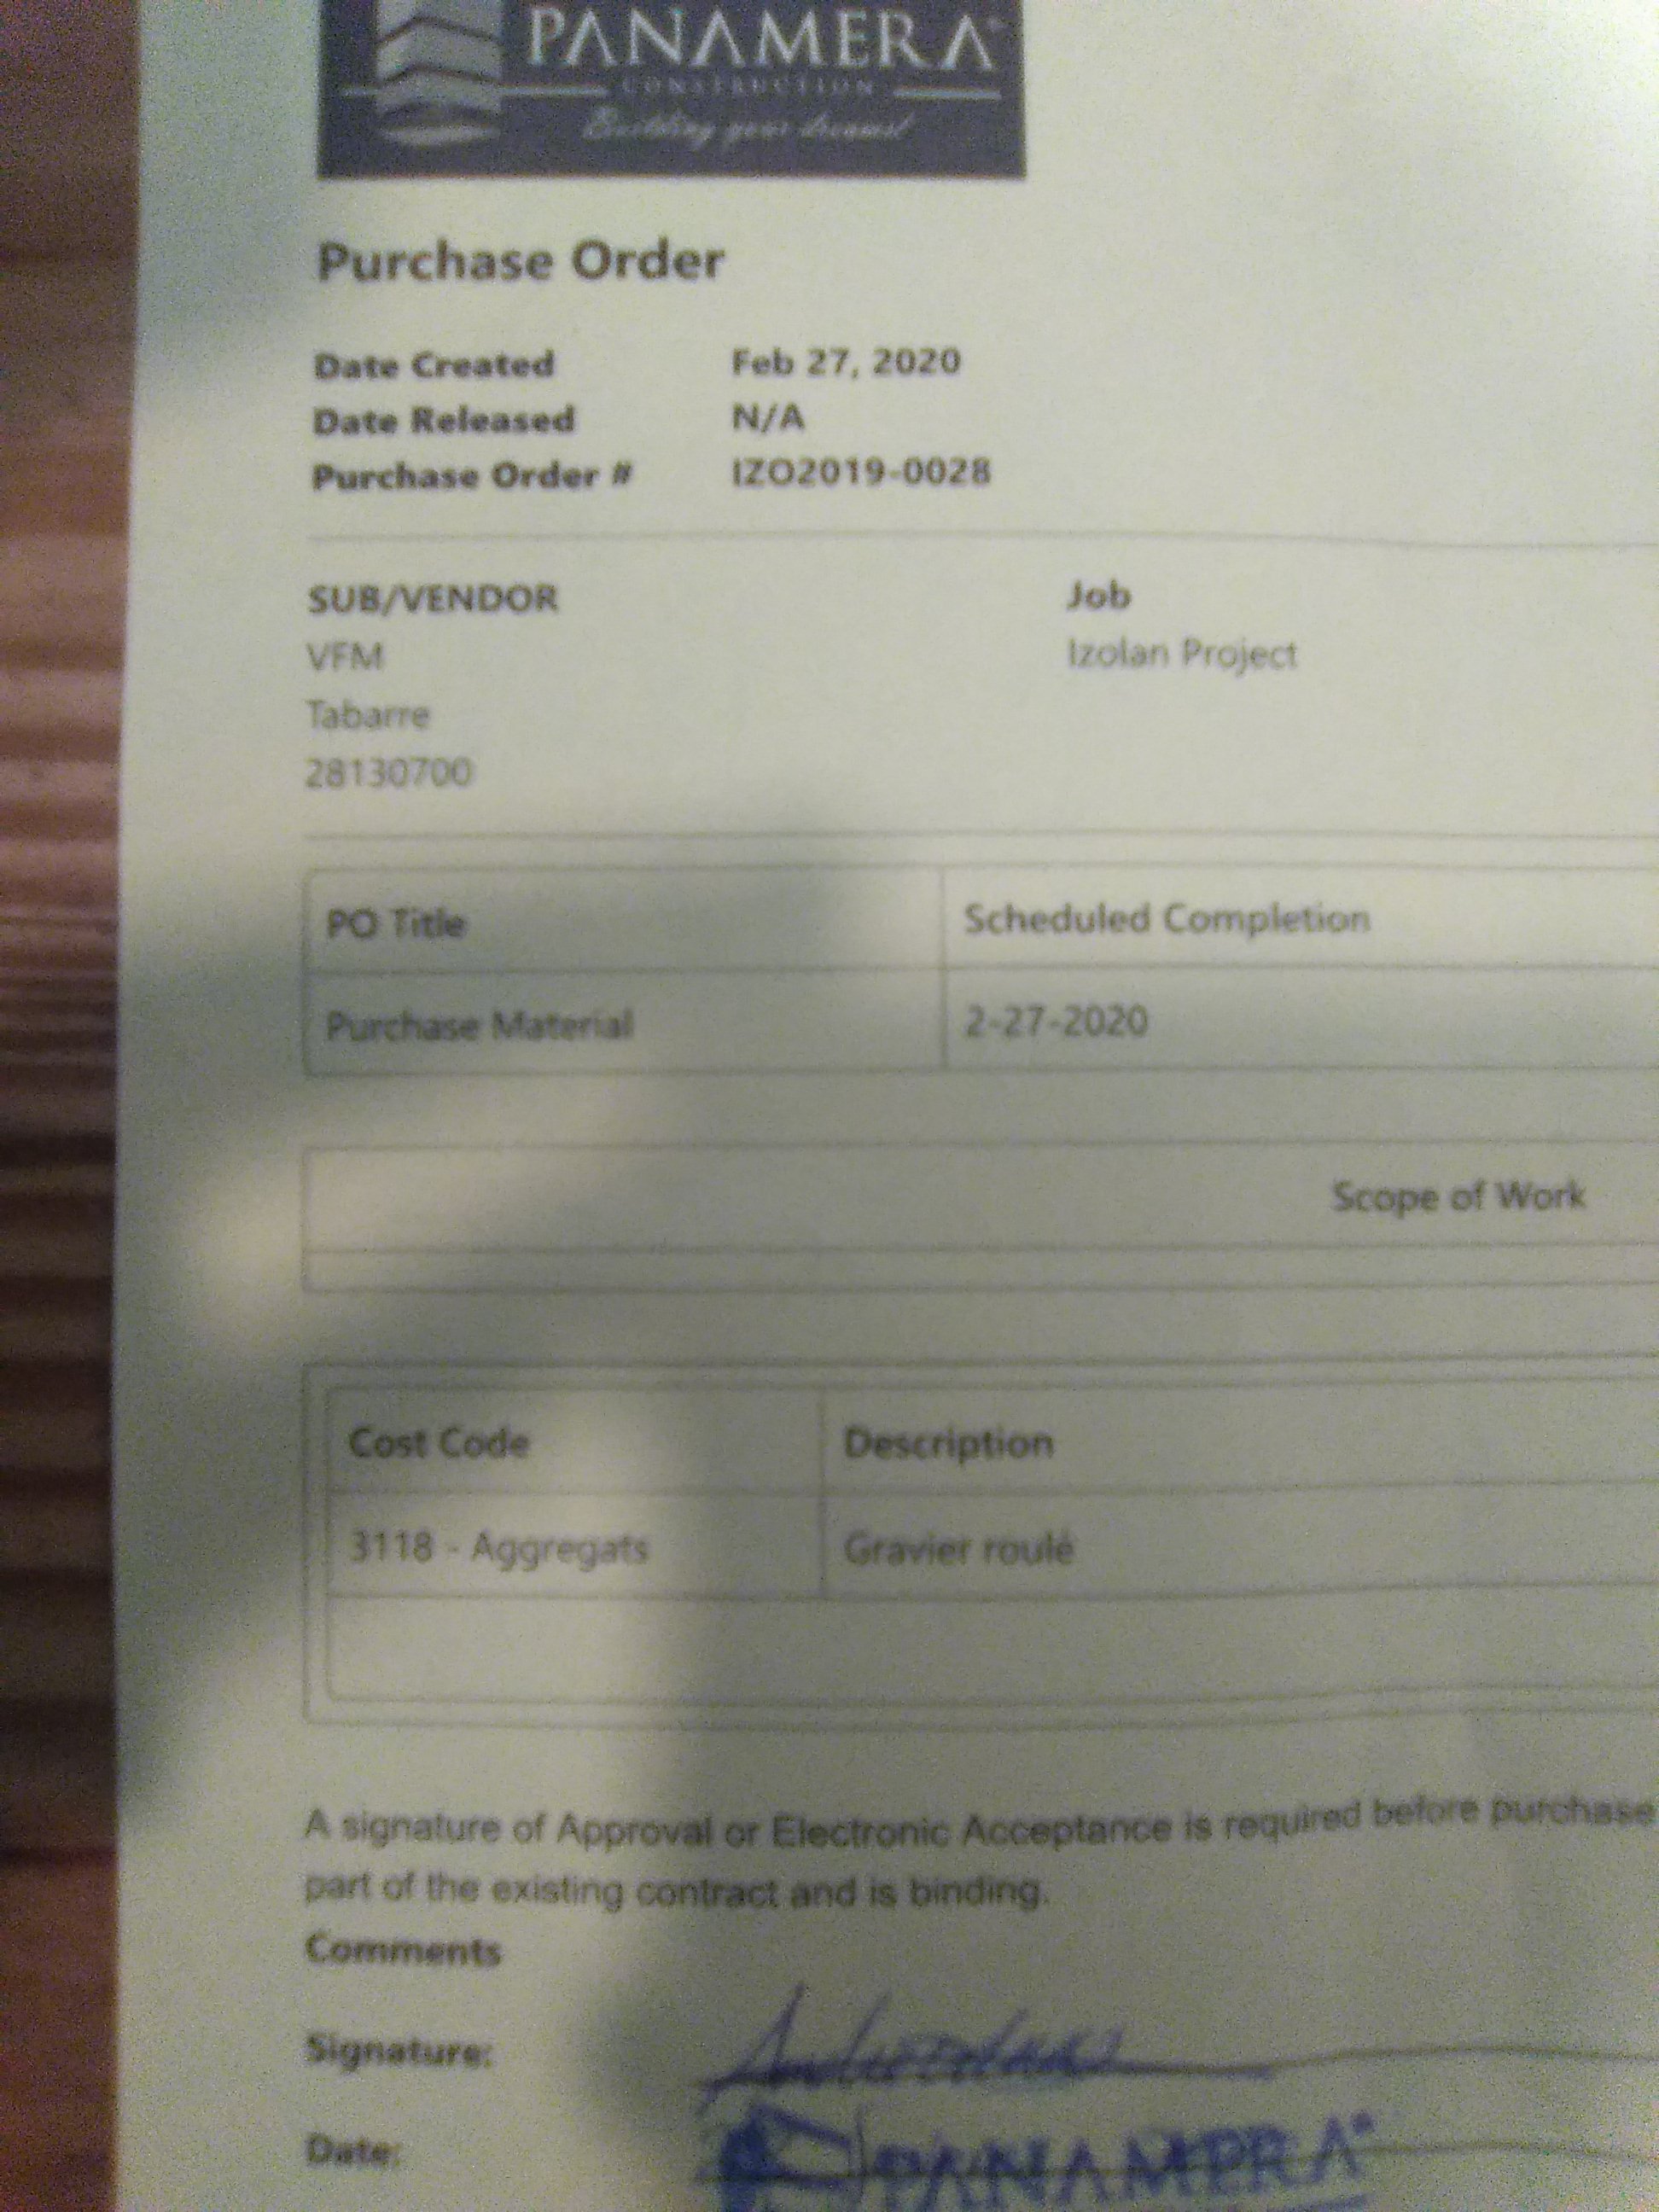 PANAMERA
CONSTRUCTION
Building your dreams!
Purchase Order
Date Created Feb 27, 2020
Date Released N/A
Purchase Order # IZO2019-0028
SUB/VENDOR Job
VFM Izolan Project
Tabarre
28130700
PO Title Scheduled Completion
Purchase Material 2-27-2020
Scope of Work
Cost Code Description
3118 - Aggregats Gravier roulé
A signature of Approval or Electronic Acceptance is required before purchase
part of the existing contract and is binding.
Comments
Signature:
Date:
PANAMERA